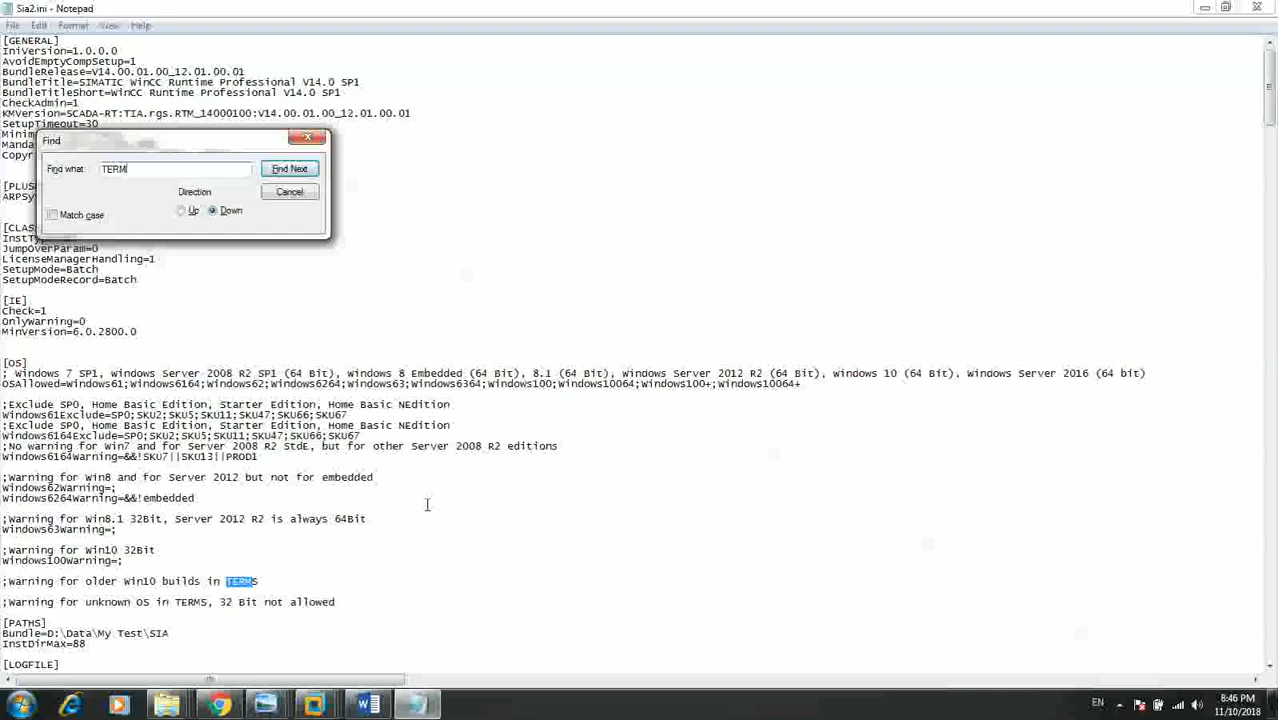 Sia2.ini - Notepad
File Edit Format View Help
[GENERAL]
IniVersion=1.0.0.0
AvoidEmptyCompSetup=1
BundleRelease=V14.00.01.00_12.01.00.01
BundleTitle=SIMATIC WinCC Runtime Professional V14.0 SP1
BundleTitleShort=WinCC Runtime Professional V14.0 SP1
CheckAdmin=1
KMVersion=SCADA-RT:TIA.rgs.RTM_14000100:V14.00.01.00_12.01.00.01
SetupTimeout=30
Minim
Manda
Copyr
Find
Find what: TERM
Find Next
Direction
Cancel
Up Down
Match case
[PLUS
ARPSy
[CLAS
InstTy
JumpOverParam=0
LicenseManagerHandling=1
SetupMode=Batch
SetupModeRecord=Batch
[IE]
Check=1
OnlyWarning=0
MinVersion=6.0.2800.0
[OS]
; Windows 7 SP1, Windows Server 2008 R2 SP1 (64 Bit), Windows 8 Embedded (64 Bit), 8.1 (64 Bit), Windows Server 2012 R2 (64 Bit), Windows 10 (64 Bit), Windows Server 2016 (64 bit)
OSAllowed=Windows61;Windows6164;Windows62;Windows6264;Windows63;Windows6364;Windows100;Windows10064;Windows100+;Windows10064+
;Exclude SP0, Home Basic Edition, Starter Edition, Home Basic NEdition
Windows61Exclude=SP0;SKU2;SKU5;SKU11;SKU47;SKU66;SKU67
;Exclude SP0, Home Basic Edition, Starter Edition, Home Basic NEdition
Windows6164Exclude=SP0;SKU2;SKU5;SKU11;SKU47;SKU66;SKU67
;No warning for Win7 and for Server 2008 R2 StdE, but for other Server 2008 R2 editions
Windows6164Warning=&&!SKU7||SKU13||PROD1
;Warning for Win8 and for Server 2012 but not for embedded
Windows62Warning=;
Windows6264Warning=&&!embedded
;Warning for Win8.1 32Bit, Server 2012 R2 is always 64Bit
Windows63Warning=;
;Warning for Win10 32Bit
Windows100Warning=;
;Warning for older Win10 builds in TERMS
;Warning for unknown OS in TERMS, 32 Bit not allowed
[PATHS]
Bundle=D:\Data\My Test\SIA
InstDirMax=88
[LOGFILE]
EN
8:46 PM
11/10/2018